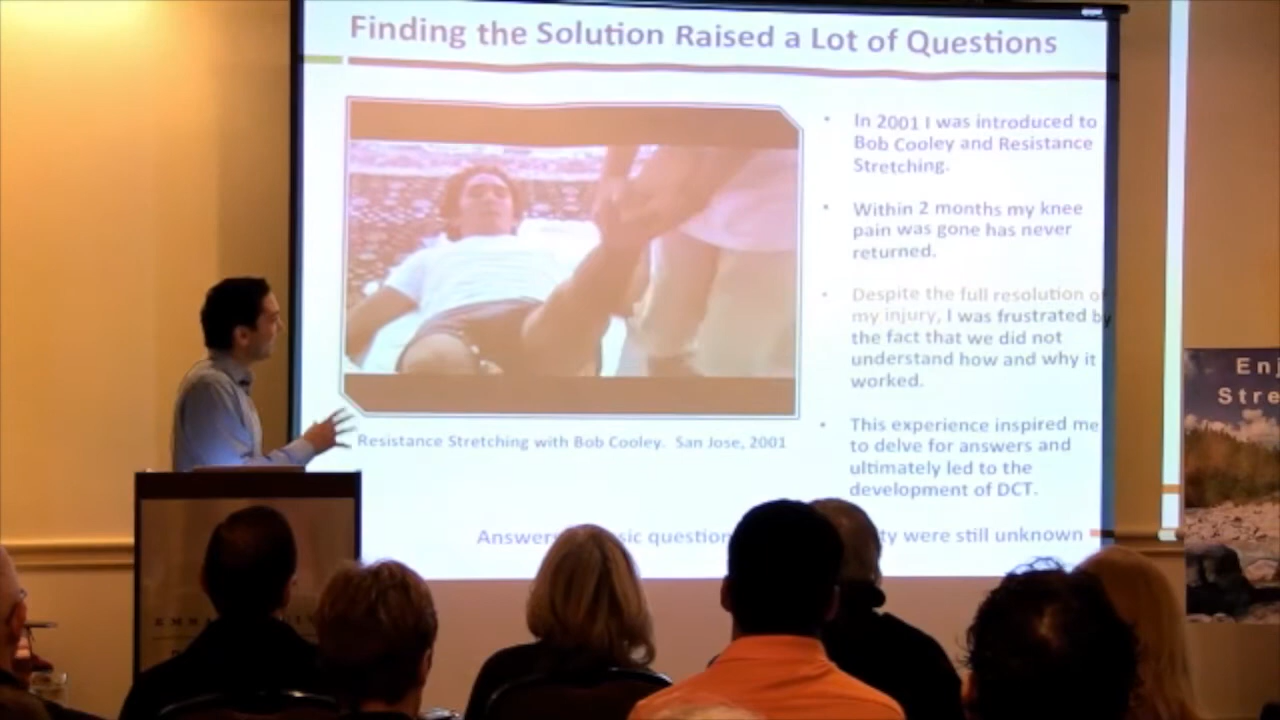 Finding the Solution Raised a Lot of Questions
• In 2001 I was introduced to
Bob Cooley and Resistance
Stretching.
• Within 2 months my knee
pain was gone has never
returned.
• Despite the full resolution of
my injury, I was frustrated by
the fact that we did not
understand how and why it
worked.
• This experience inspired me
to delve for answers and
ultimately led to the
development of DCT.
Resistance Stretching with Bob Cooley. San Jose, 2001
Answers question were still unknown
Enj
Stre